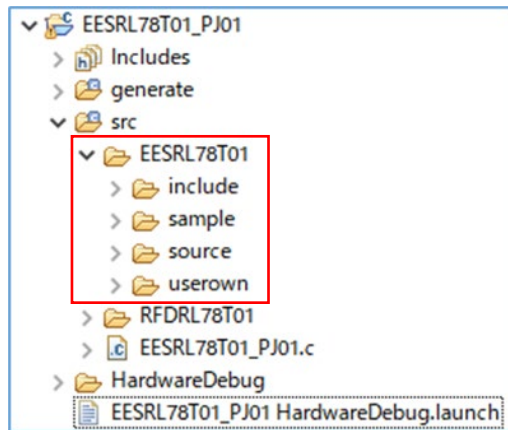 EESRL78T01_PJ01
Includes
generate
src
EESRL78T01
include
sample
source
userown
RFDRL78T01
EESRL78T01_PJ01.c
HardwareDebug
EESRL78T01_PJ01 HardwareDebug.launch